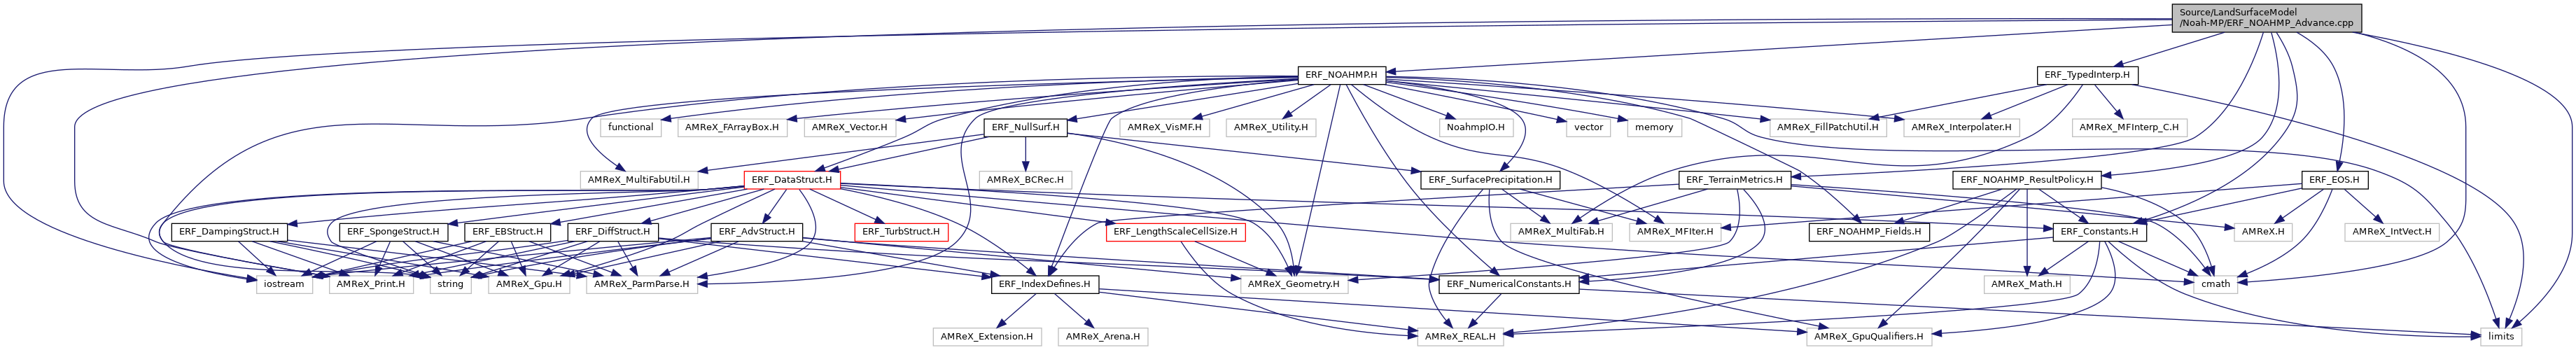 Source/LandSurfaceModel
/Noah-MP/ERF_NOAHMP_Advance.cpp
ERF_NOAHMP.H
ERF_TypedInterp.H
functional
AMReX_FArrayBox.H
AMReX_Vector.H
ERF_NullSurf.H
AMReX_VisMF.H
AMReX_Utility.H
NoahmpIO.H
vector
memory
AMReX_FillPatchUtil.H
AMReX_Interpolater.H
AMReX_MFInterp_C.H
AMReX_MultiFabUtil.H
ERF_DataStruct.H
AMReX_BCRec.H
ERF_SurfacePrecipitation.H
ERF_TerrainMetrics.H
ERF_NOAHMP_ResultPolicy.H
ERF_EOS.H
ERF_DampingStruct.H
ERF_SpongeStruct.H
ERF_EBStruct.H
ERF_DiffStruct.H
ERF_AdvStruct.H
ERF_TurbStruct.H
ERF_LengthScaleCellSize.H
AMReX_MultiFab.H
AMReX_MFIter.H
ERF_NOAHMP_Fields.H
ERF_Constants.H
AMReX.H
AMReX_IntVect.H
iostream
AMReX_Print.H
string
AMReX_Gpu.H
AMReX_ParmParse.H
ERF_IndexDefines.H
AMReX_Geometry.H
ERF_NumericalConstants.H
AMReX_Math.H
cmath
AMReX_Extension.H
AMReX_Arena.H
AMReX_REAL.H
AMReX_GpuQualifiers.H
limits